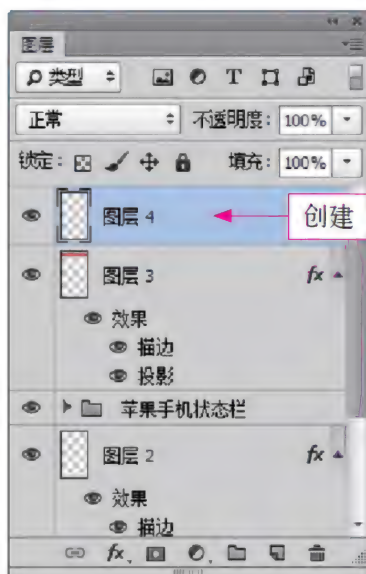 图层
类型
正常 不透明度: 100%
锁定: 填充: 100%
图层 4 创建
图层 3 fx
效果
描边
投影
苹果手机状态栏
图层 2 fx
效果
描边
fx